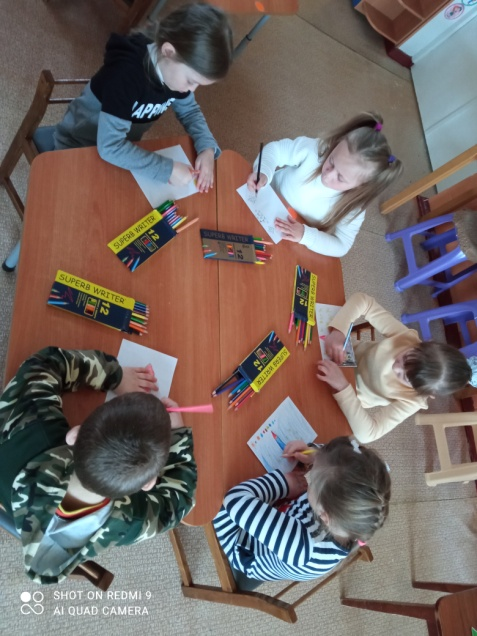 HAPPINE
SUPERB WRITER
12
SUPERB WRITER
12
SUPERB WRITER
12
SUPERB WRITER
12
SUPERB WRITER
12
SHOT ON REDMI 9
AI QUAD CAMERA